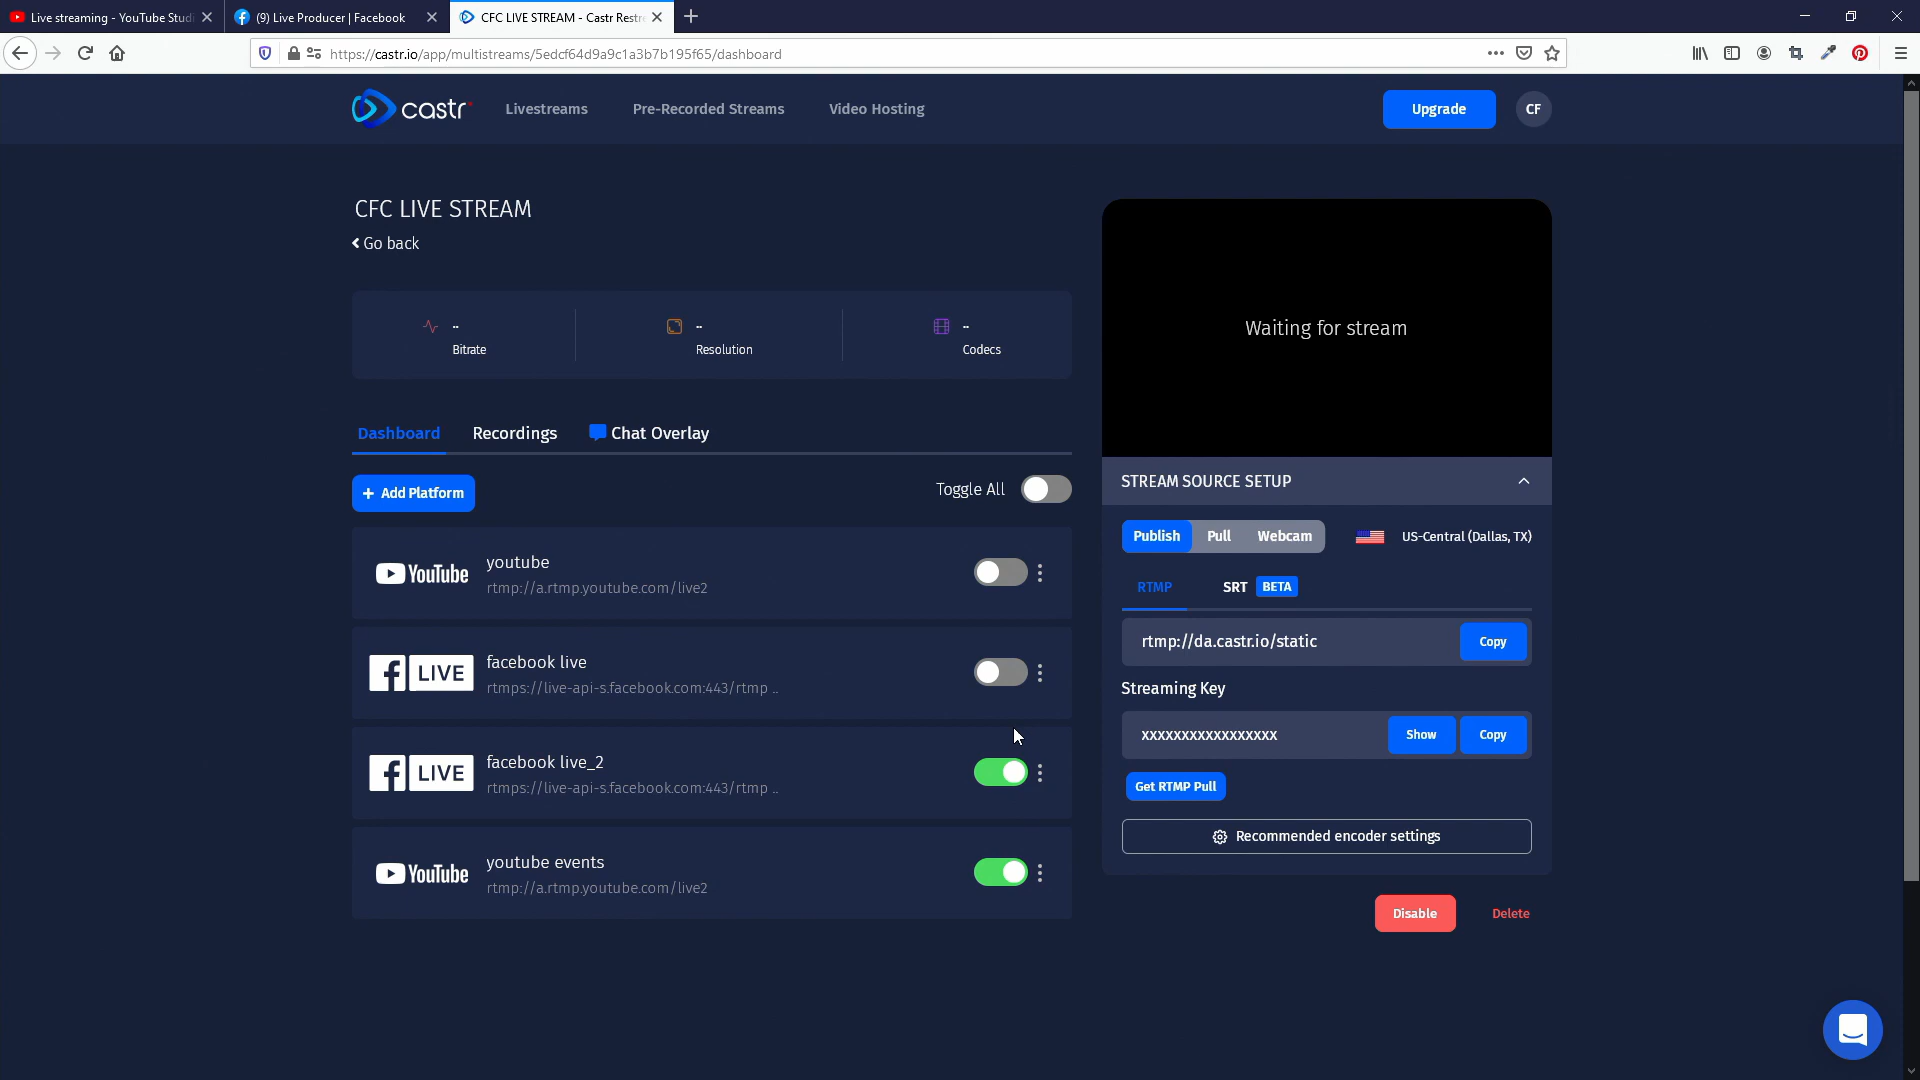 Live streaming - YouTube Studi
(9) Live Producer | Facebook
CFC LIVE STREAM - Castr Restre
https://castr.io/app/multistreams/5edcf64d9a9c1a3b7b195f65/dashboard
castr
Livestreams
Pre-Recorded Streams
Video Hosting
Upgrade
CF
CFC LIVE STREAM
Go back
--
Bitrate
--
Resolution
--
Codecs
Waiting for stream
Dashboard
Recordings
Chat Overlay
+ Add Platform
Toggle All
YouTube
youtube
rtmp://a.rtmp.youtube.com/live2
f LIVE
facebook live
rtmps://live-api-s.facebook.com:443/rtmp ..
f LIVE
facebook live_2
rtmps://live-api-s.facebook.com:443/rtmp ..
YouTube
youtube events
rtmp://a.rtmp.youtube.com/live2
STREAM SOURCE SETUP
Publish
Pull
Webcam
US-Central (Dallas, TX)
RTMP
SRT BETA
rtmp://da.castr.io/static
Copy
Streaming Key
xxxxxxxxxxxxxxxxx
Show
Copy
Get RTMP Pull
Recommended encoder settings
Disable
Delete